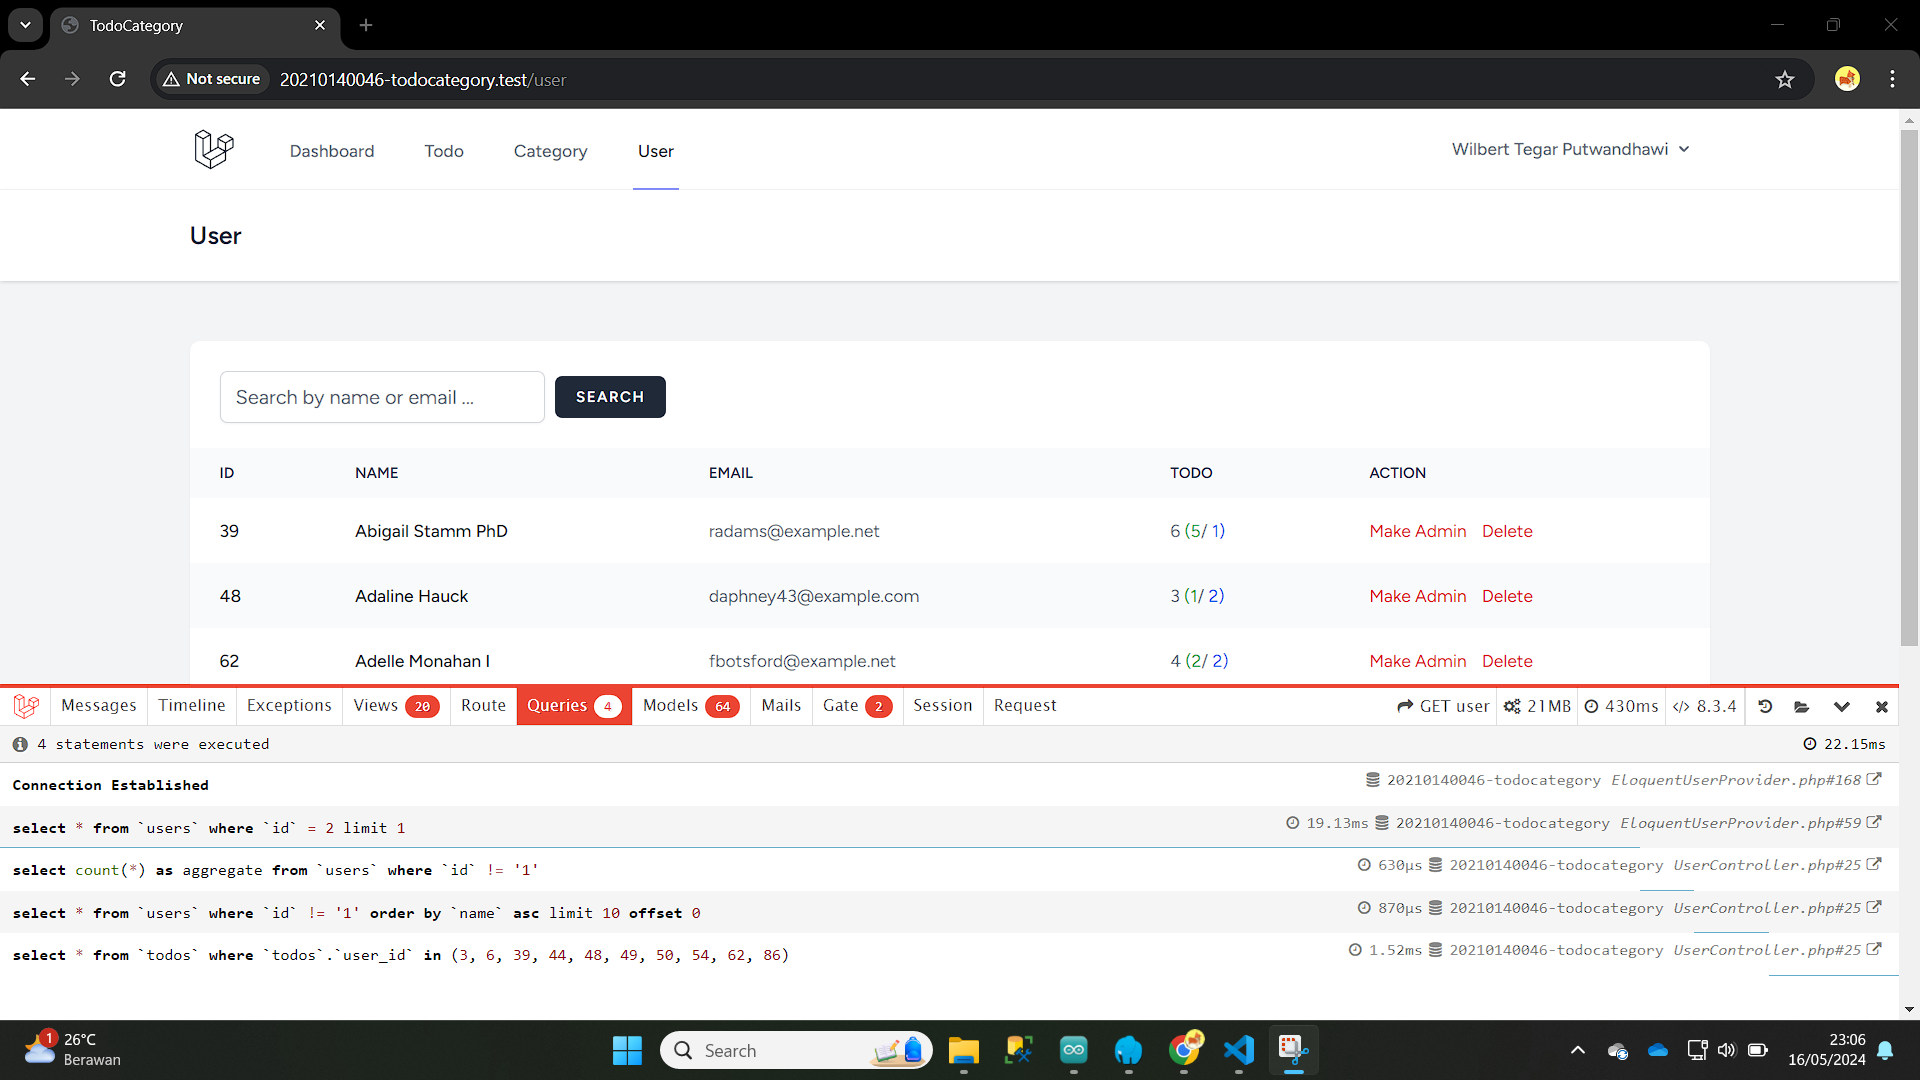 TodoCategory
Not secure 20210140046-todocategory.test/user
Dashboard Todo Category User Wilbert Tegar Putwandhawi
User
Search by name or email ... SEARCH
ID NAME EMAIL TODO ACTION
39 Abigail Stamm PhD radams@example.net 6 (5/ 1) Make Admin Delete
48 Adaline Hauck daphney43@example.com 3 (1/ 2) Make Admin Delete
62 Adelle Monahan I fbotsford@example.net 4 (2/ 2) Make Admin Delete
Messages Timeline Exceptions Views 20 Route Queries 4 Models 64 Mails Gate 2 Session Request GET user 21MB 430ms </> 8.3.4
4 statements were executed 22.15ms
Connection Established 20210140046-todocategory EloquentUserProvider.php#168
select * from `users` where `id` = 2 limit 1 19.13ms 20210140046-todocategory EloquentUserProvider.php#59
select count(*) as aggregate from `users` where `id` != '1' 630μs 20210140046-todocategory UserController.php#25
select * from `users` where `id` != '1' order by `name` asc limit 10 offset 0 870μs 20210140046-todocategory UserController.php#25
select * from `todos` where `todos`.`user_id` in (3, 6, 39, 44, 48, 49, 50, 54, 62, 86) 1.52ms 20210140046-todocategory UserController.php#25
1 26°C
Berawan
Search
23:06
16/05/2024